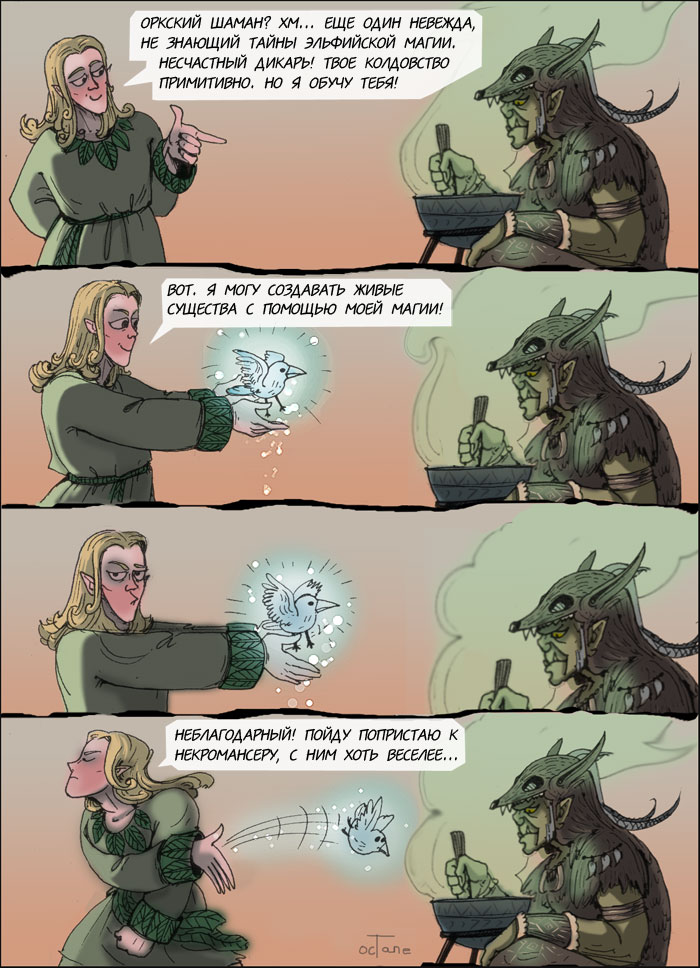 ОРКСКИЙ ШАМАН? ХМ... ЕЩЕ ОДИН НЕВЕЖДА,
НЕ ЗНАЮЩИЙ ТАЙНЫ ЭЛЬФИЙСКОЙ МАГИИ.
НЕСЧАСТНЫЙ ДИКАРЬ! ТВОЕ КОЛДОВСТВО
ПРИМИТИВНО. НО Я ОБУЧУ ТЕБЯ!
ВОТ. Я МОГУ СОЗДАВАТЬ ЖИВЫЕ
СУЩЕСТВА С ПОМОЩЬЮ МОЕЙ МАГИИ!
НЕБЛАГОДАРНЫЙ! ПОЙДУ ПОПРИСТАЮ К
НЕКРОМАНСЕРУ, С НИМ ХОТЬ ВЕСЕЛЕЕ...
ocTane